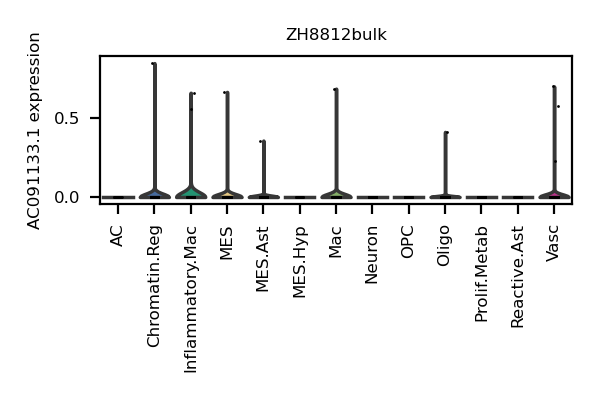 ZH8812bulk
AC091133.1 expression
0.5
0.0
AC
Chromatin.Reg
Inflammatory.Mac
MES
MES.Ast
MES.Hyp
Mac
Neuron
OPC
Oligo
Prolif.Metab
Reactive.Ast
Vasc